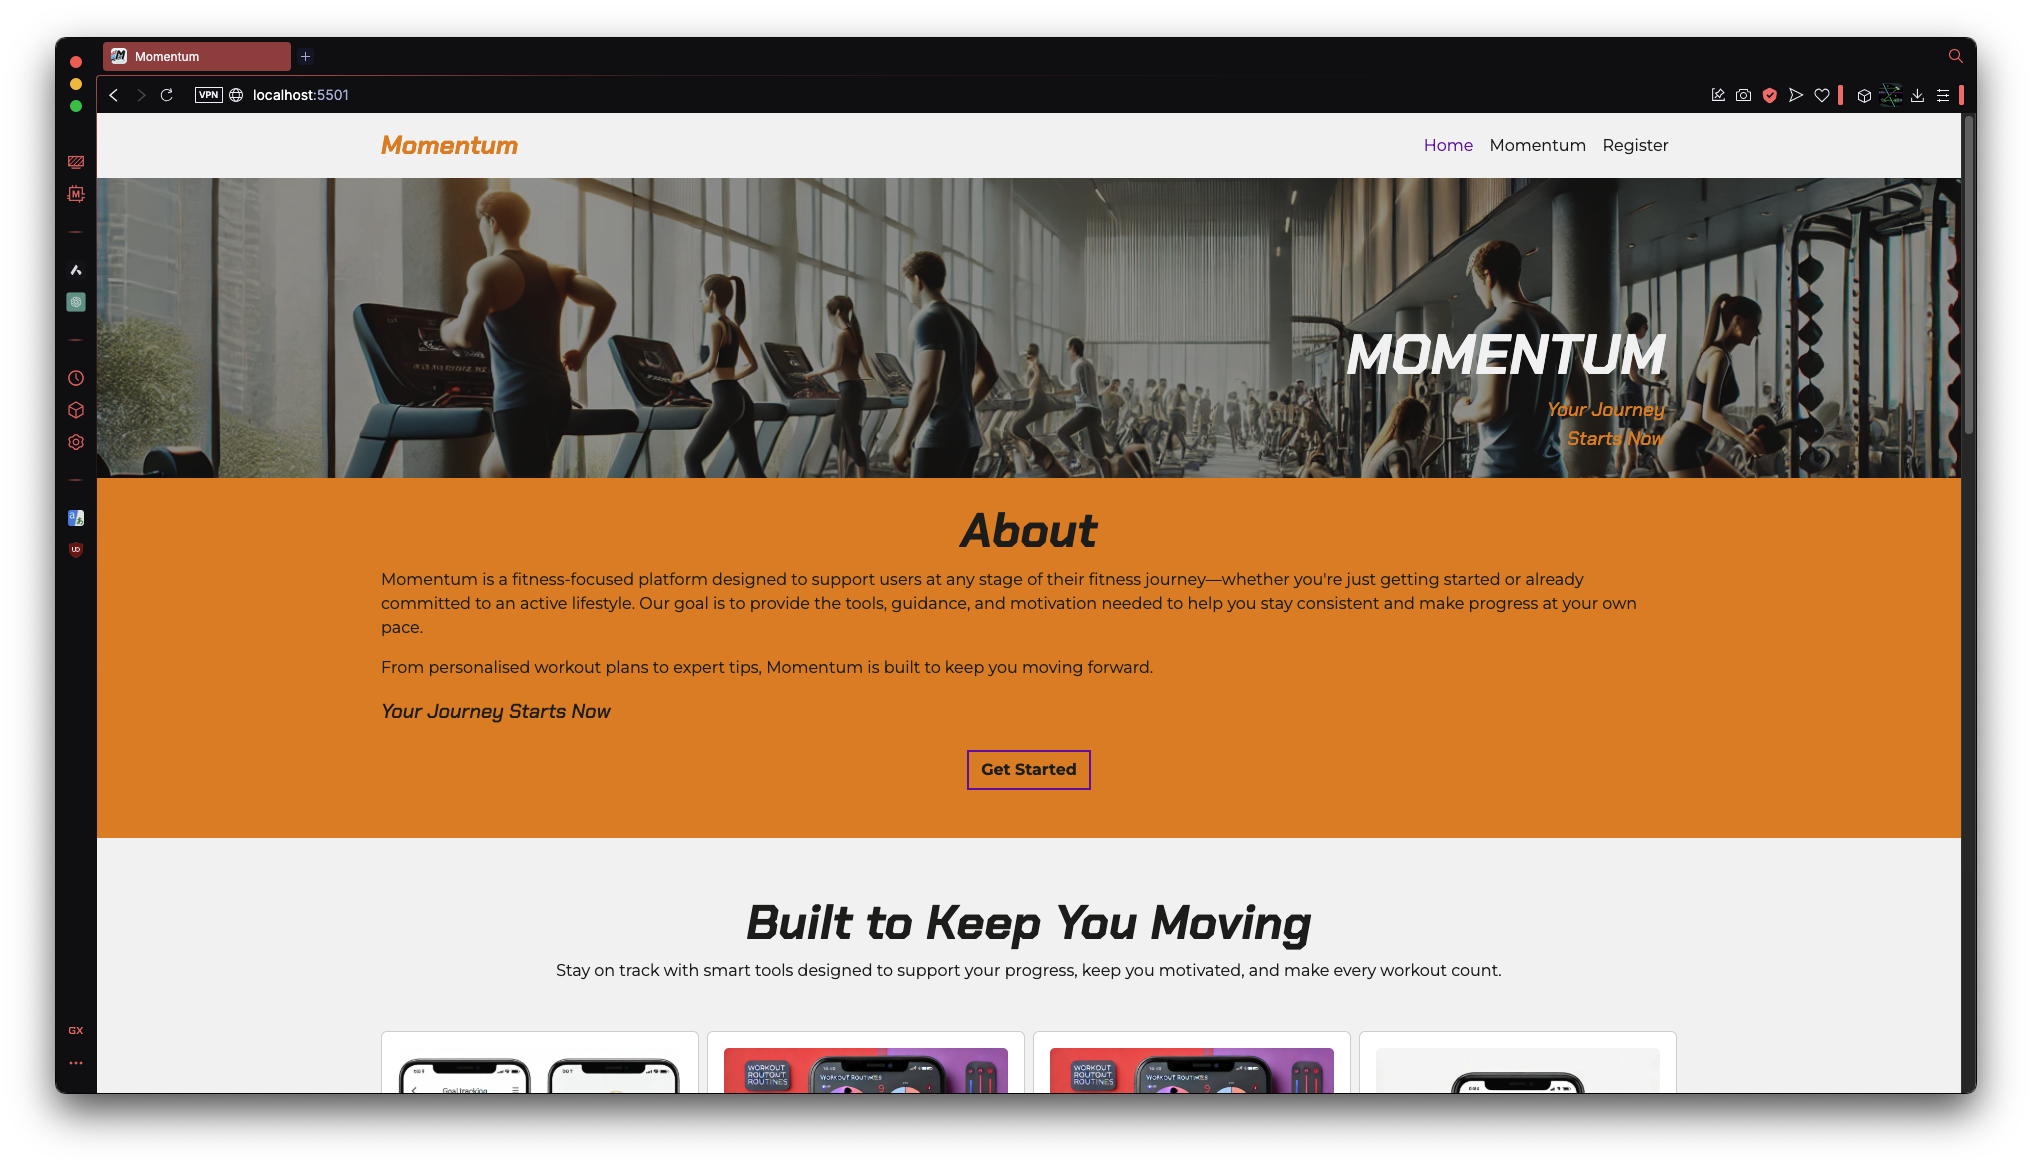 Momentum
VPN localhost:5501
Momentum
Home Momentum Register
MOMENTUM
Your Journey
Starts Now
About
Momentum is a fitness-focused platform designed to support users at any stage of their fitness journey—whether you're just getting started or already
committed to an active lifestyle. Our goal is to provide the tools, guidance, and motivation needed to help you stay consistent and make progress at your own
pace.
From personalised workout plans to expert tips, Momentum is built to keep you moving forward.
Your Journey Starts Now
Get Started
Built to Keep You Moving
Stay on track with smart tools designed to support your progress, keep you motivated, and make every workout count.
Goal tracking
WORKOUT
ROUTOUT
ROUTINES
WORKOUT ROUTINES
WORKOUT
ROUTOUT
ROUTINES
WORKOUT ROUTINES
GX